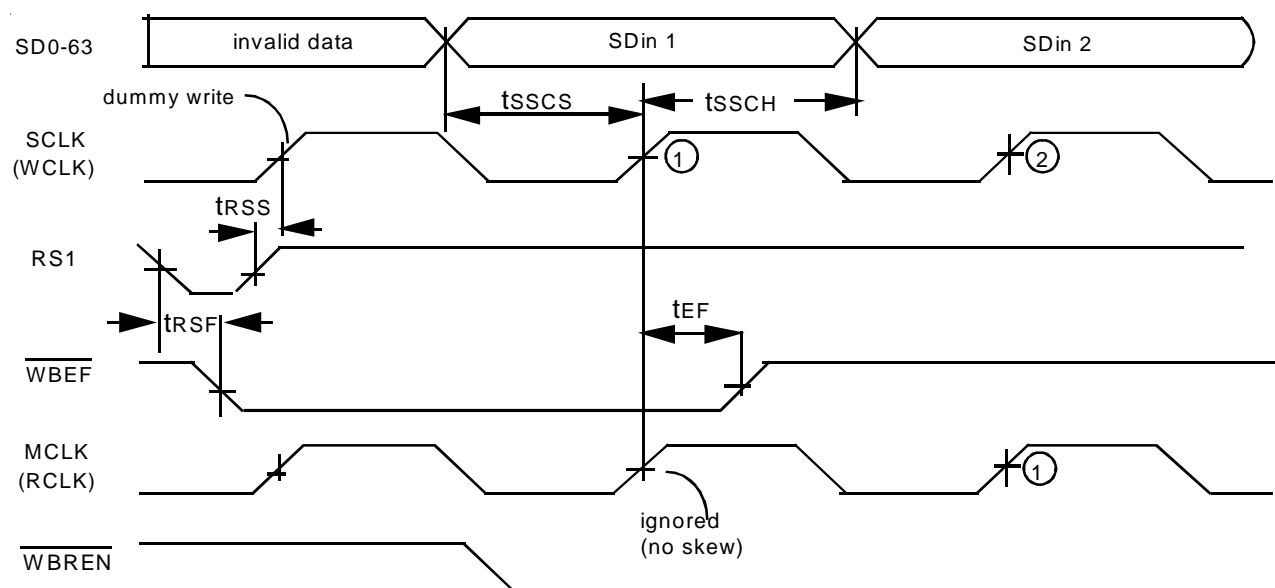 SD0-63
invalid data
SDin 1
SDin 2
dummy write
tSSCS
tSSCH
SCLK
(WCLK)
1
2
tRSS
RS1
tRSF
tEF
WBEF
MCLK
(RCLK)
1
ignored
(no skew)
WBREN